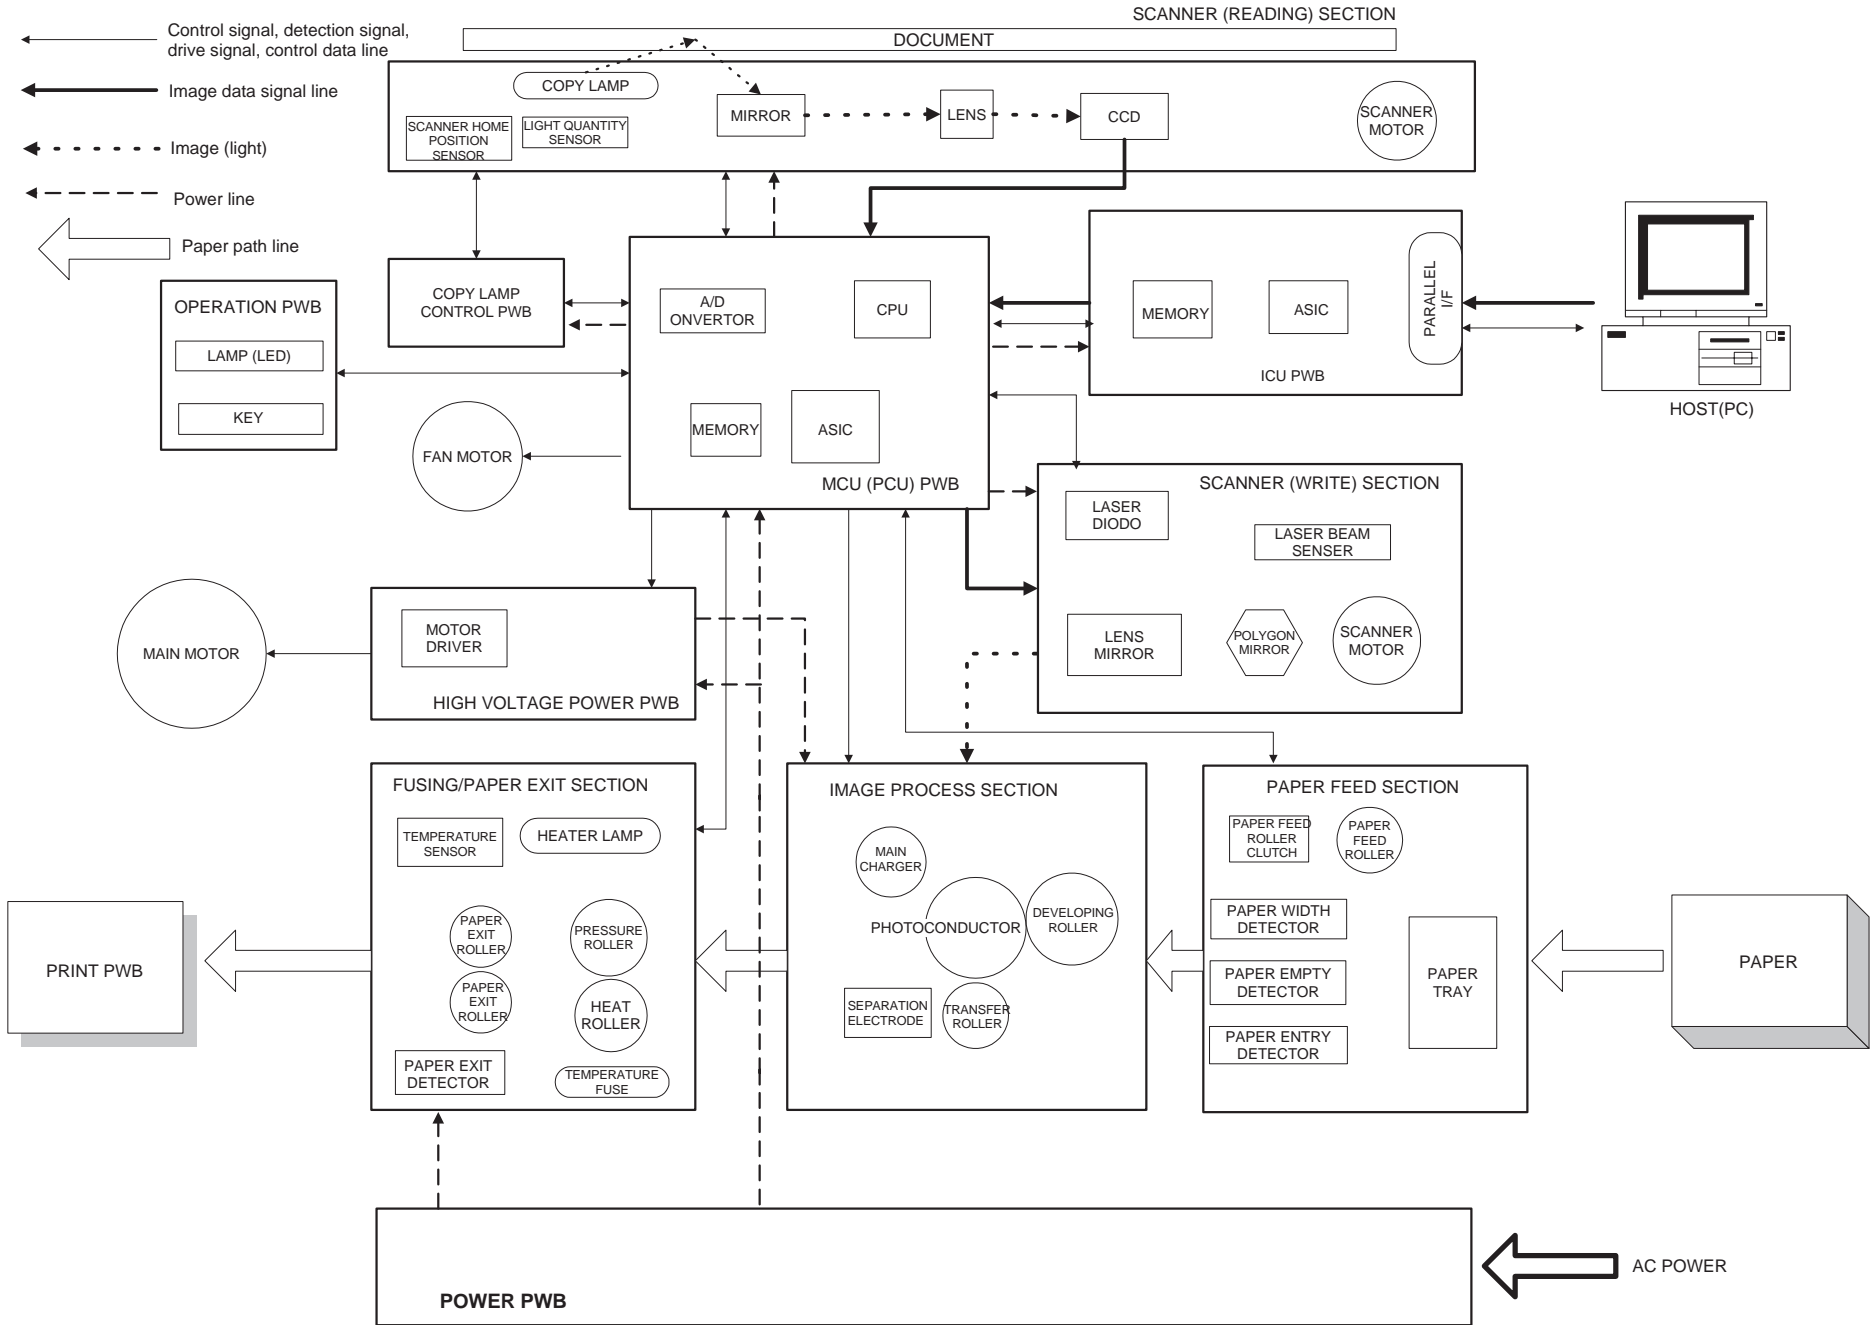 SCANNER (READING) SECTION
Control signal, detection signal,
drive signal, control data line
Image data signal line
Image (light)
Power line
Paper path line
DOCUMENT
COPY LAMP
SCANNER HOME
POSITION
SENSOR
LIGHT QUANTITY
SENSOR
MIRROR
LENS
CCD
SCANNER
MOTOR
OPERATION PWB
LAMP (LED)
KEY
COPY LAMP
CONTROL PWB
A/D
ONVERTOR
CPU
MEMORY
ASIC
MCU (PCU) PWB
MEMORY
ASIC
PARALLEL
I/F
ICU PWB
HOST(PC)
FAN MOTOR
SCANNER (WRITE) SECTION
LASER
DIODO
LASER BEAM
SENSER
LENS
MIRROR
POLYGON
MIRROR
SCANNER
MOTOR
MAIN MOTOR
MOTOR
DRIVER
HIGH VOLTAGE POWER PWB
FUSING/PAPER EXIT SECTION
TEMPERATURE
SENSOR
HEATER LAMP
PAPER
EXIT
ROLLER
PRESSURE
ROLLER
PAPER
EXIT
ROLLER
HEAT
ROLLER
PAPER EXIT
DETECTOR
TEMPERATURE
FUSE
IMAGE PROCESS SECTION
MAIN
CHARGER
PHOTOCONDUCTOR
DEVELOPING
ROLLER
SEPARATION
ELECTRODE
TRANSFER
ROLLER
PAPER FEED SECTION
PAPER FEED
ROLLER
CLUTCH
PAPER
FEED
ROLLER
PAPER WIDTH
DETECTOR
PAPER EMPTY
DETECTOR
PAPER ENTRY
DETECTOR
PAPER
TRAY
PAPER
PRINT PWB
POWER PWB
AC POWER